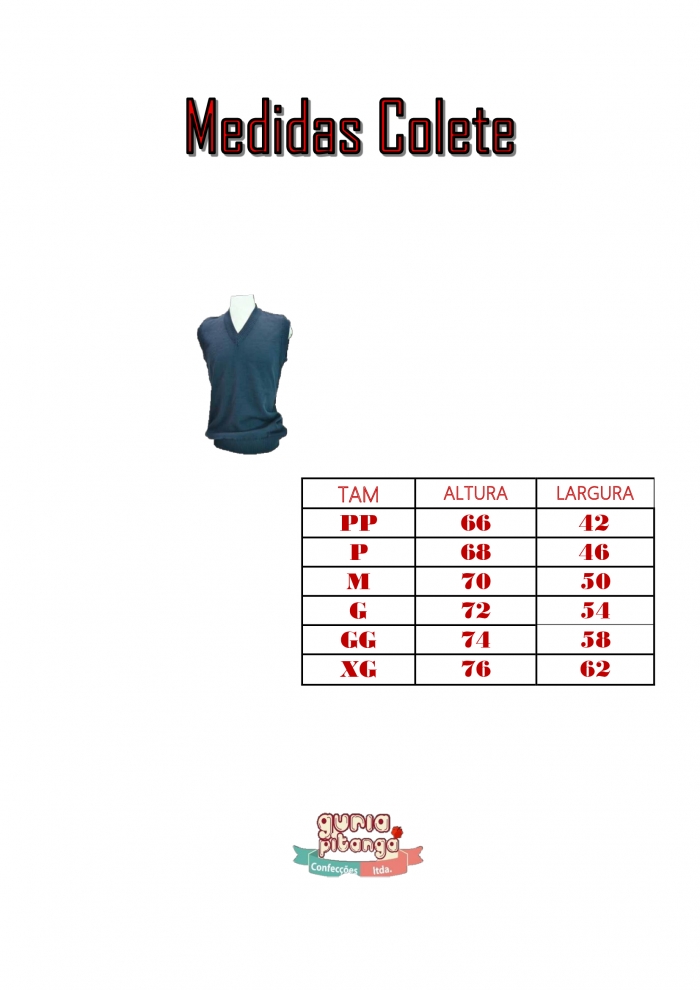 Medidas Colete
TAM ALTURA LARGURA
PP 66 42
P 68 46
M 70 50
G 72 54
GG 74 58
XG 76 62
guria
pitanga
Confecções ltda.